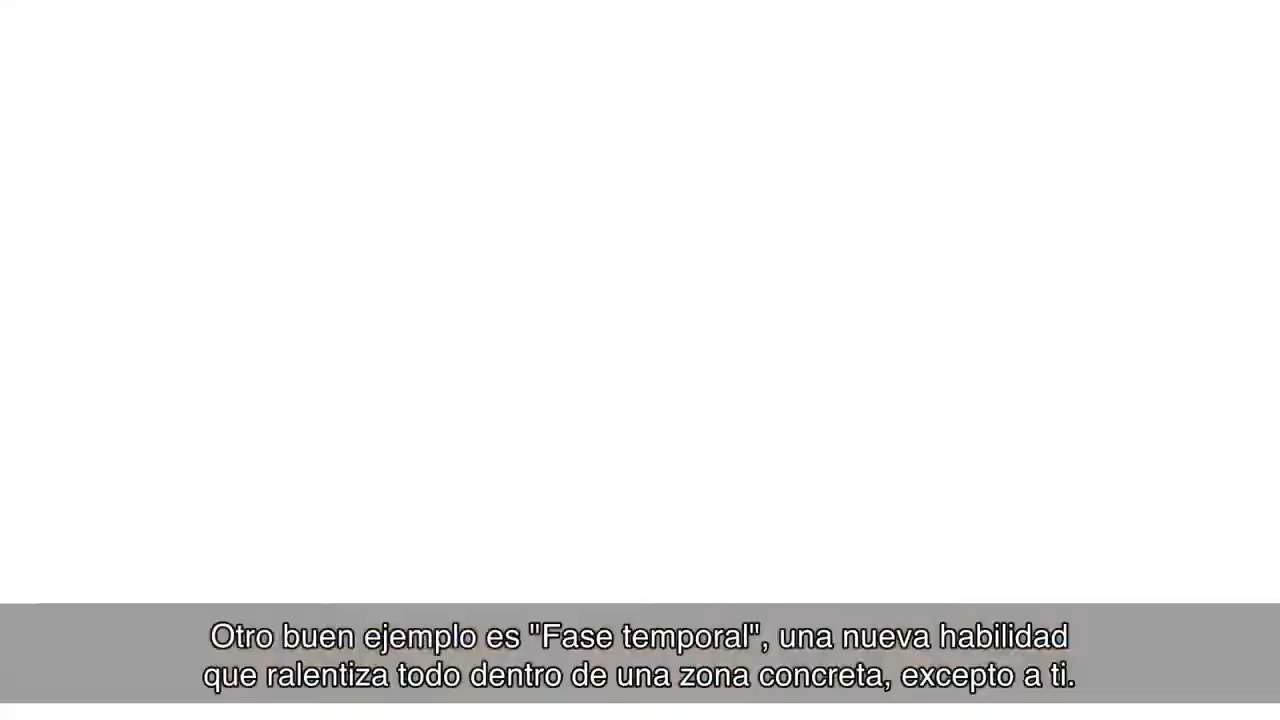 Otro buen ejemplo es "Fase temporal", una nueva habilidad
que ralentiza todo dentro de una zona concreta, excepto a ti.